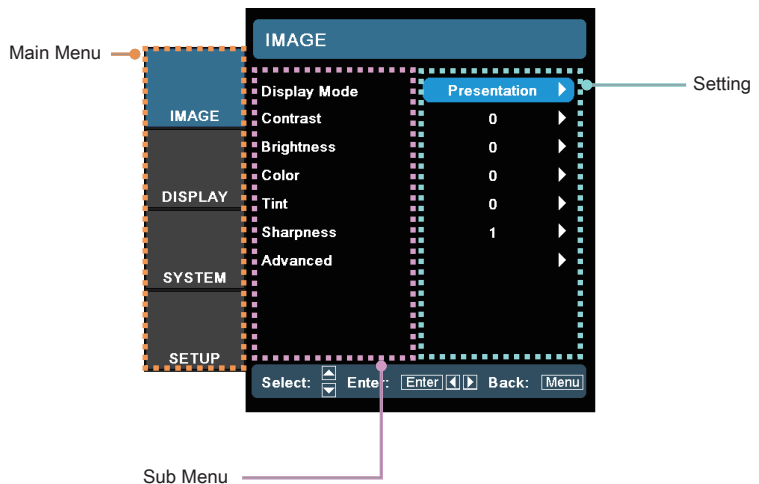 IMAGE
Main Menu
Display Mode Presentation
Setting
IMAGE
Contrast 0
Brightness 0
Color 0
DISPLAY
Tint 0
Sharpness 1
Advanced
SYSTEM
SETUP
Select: Enter: Enter Back: Menu
Sub Menu